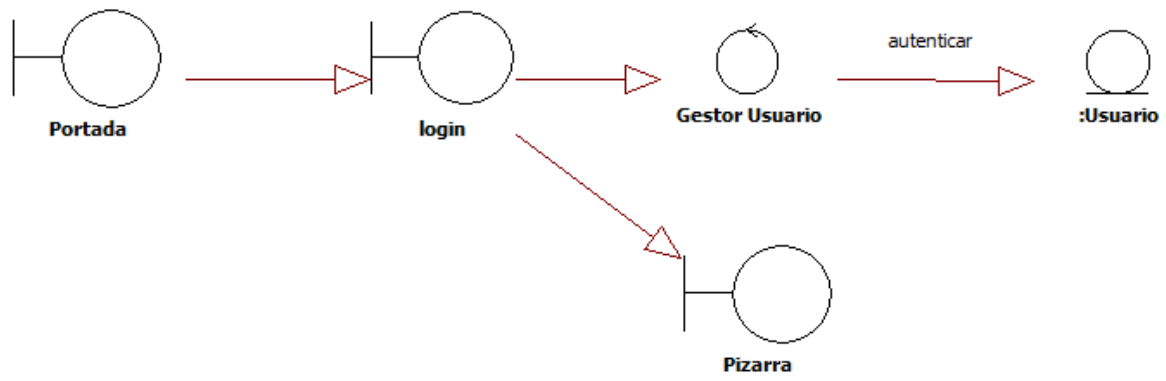 autenticar
Portada
login
Gestor Usuario
:Usuario
Pizarra